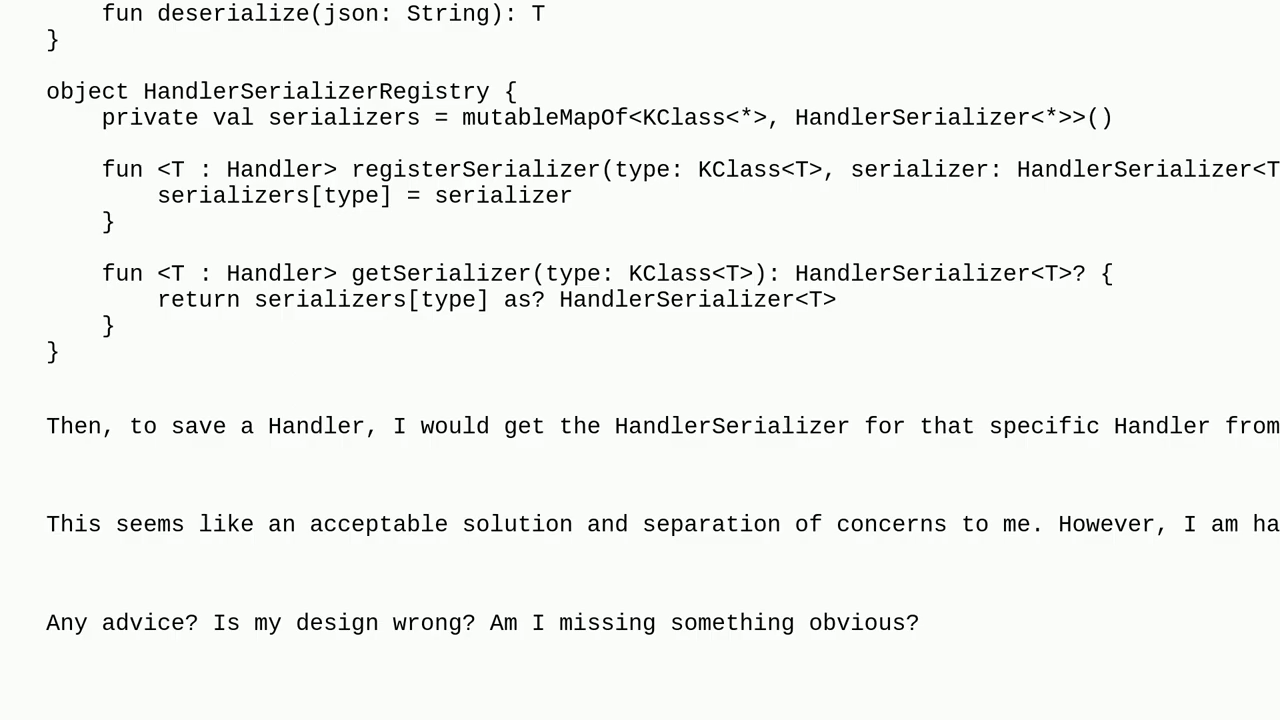 fun deserialize(json: String): T
}
object HandlerSerializerRegistry {
    private val serializers = mutableMapOf<KClass<*>, HandlerSerializer<*>>()
    fun <T : Handler> registerSerializer(type: KClass<T>, serializer: HandlerSerializer<T
        serializers[type] = serializer
    }
    fun <T : Handler> getSerializer(type: KClass<T>): HandlerSerializer<T>? {
        return serializers[type] as? HandlerSerializer<T>
    }
}
Then, to save a Handler, I would get the HandlerSerializer for that specific Handler from
This seems like an acceptable solution and separation of concerns to me. However, I am ha
Any advice? Is my design wrong? Am I missing something obvious?